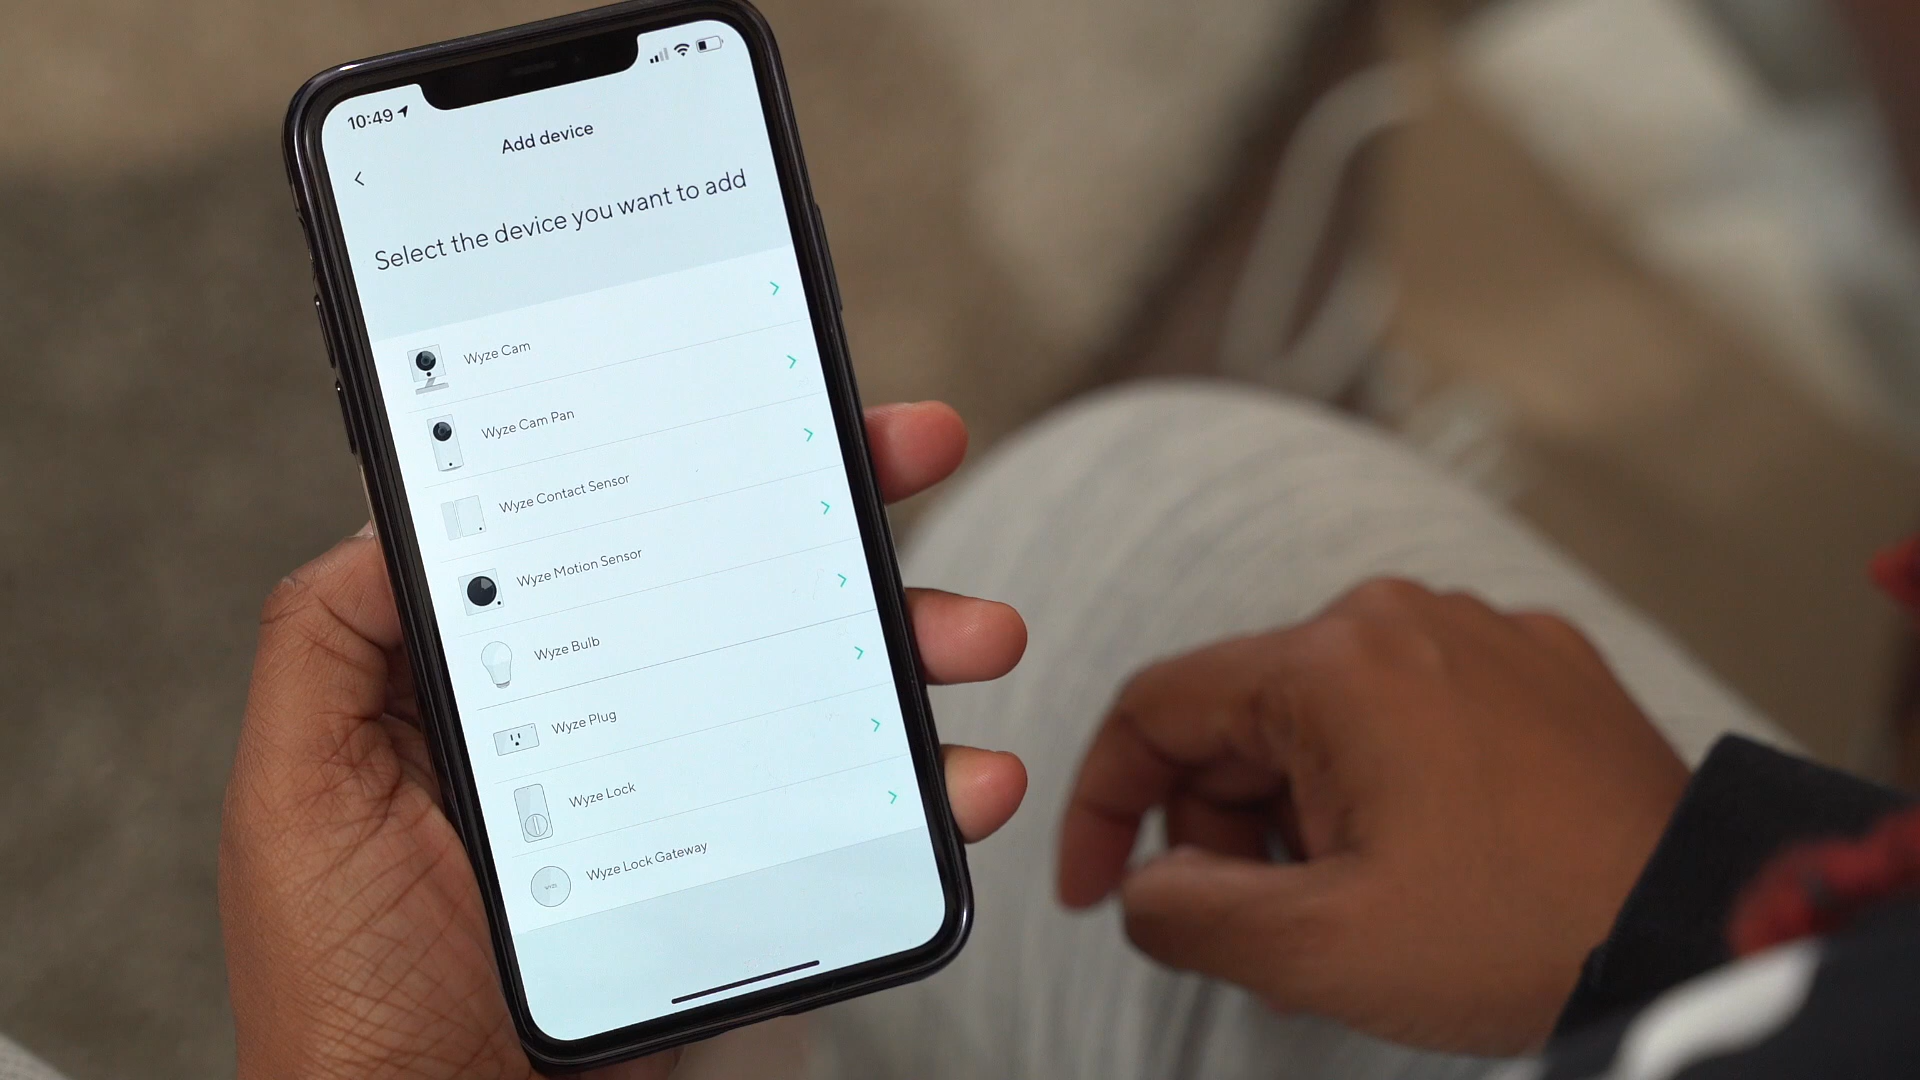 10:49
Add device
Select the device you want to add
Wyze Cam
Wyze Cam Pan
Wyze Contact Sensor
Wyze Motion Sensor
Wyze Bulb
Wyze Plug
Wyze Lock
Wyze Lock Gateway